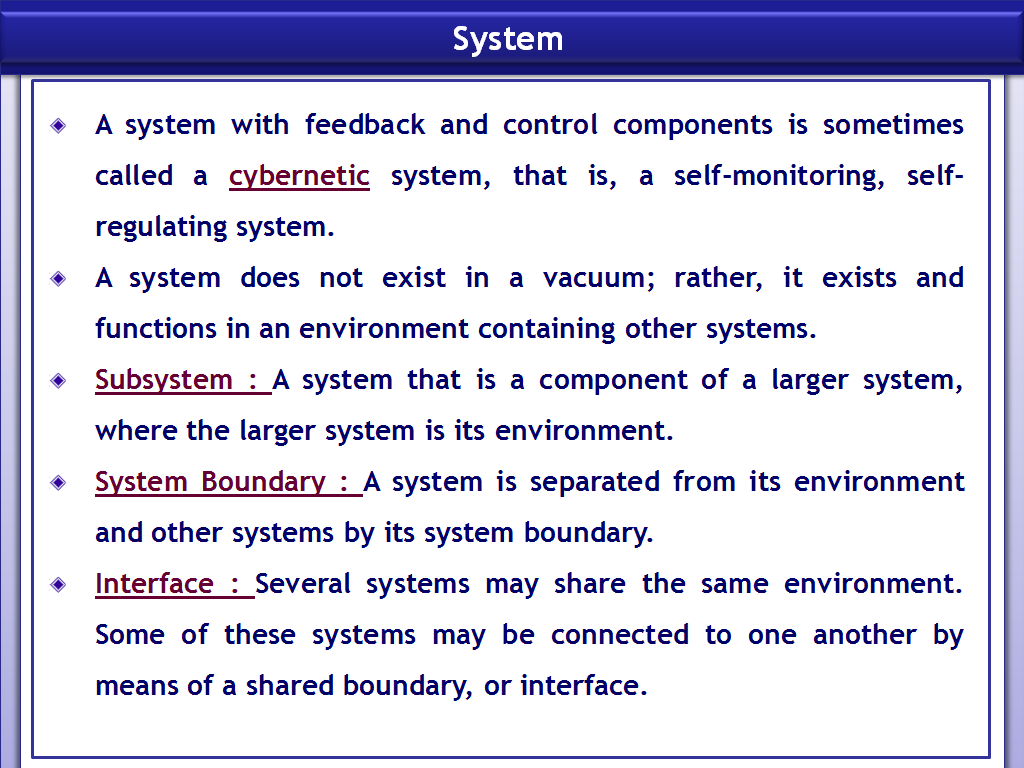 System
A system with feedback and control components is sometimes
called a cybernetic system, that is, a self-monitoring, self-
regulating system.
A system does not exist in a vacuum; rather, it exists and
functions in an environment containing other systems.
Subsystem : A system that is a component of a larger system,
where the larger system is its environment.
System Boundary : A system is separated from its environment
and other systems by its system boundary.
Interface : Several systems may share the same environment.
Some of these systems may be connected to one another by
means of a shared boundary, or interface.